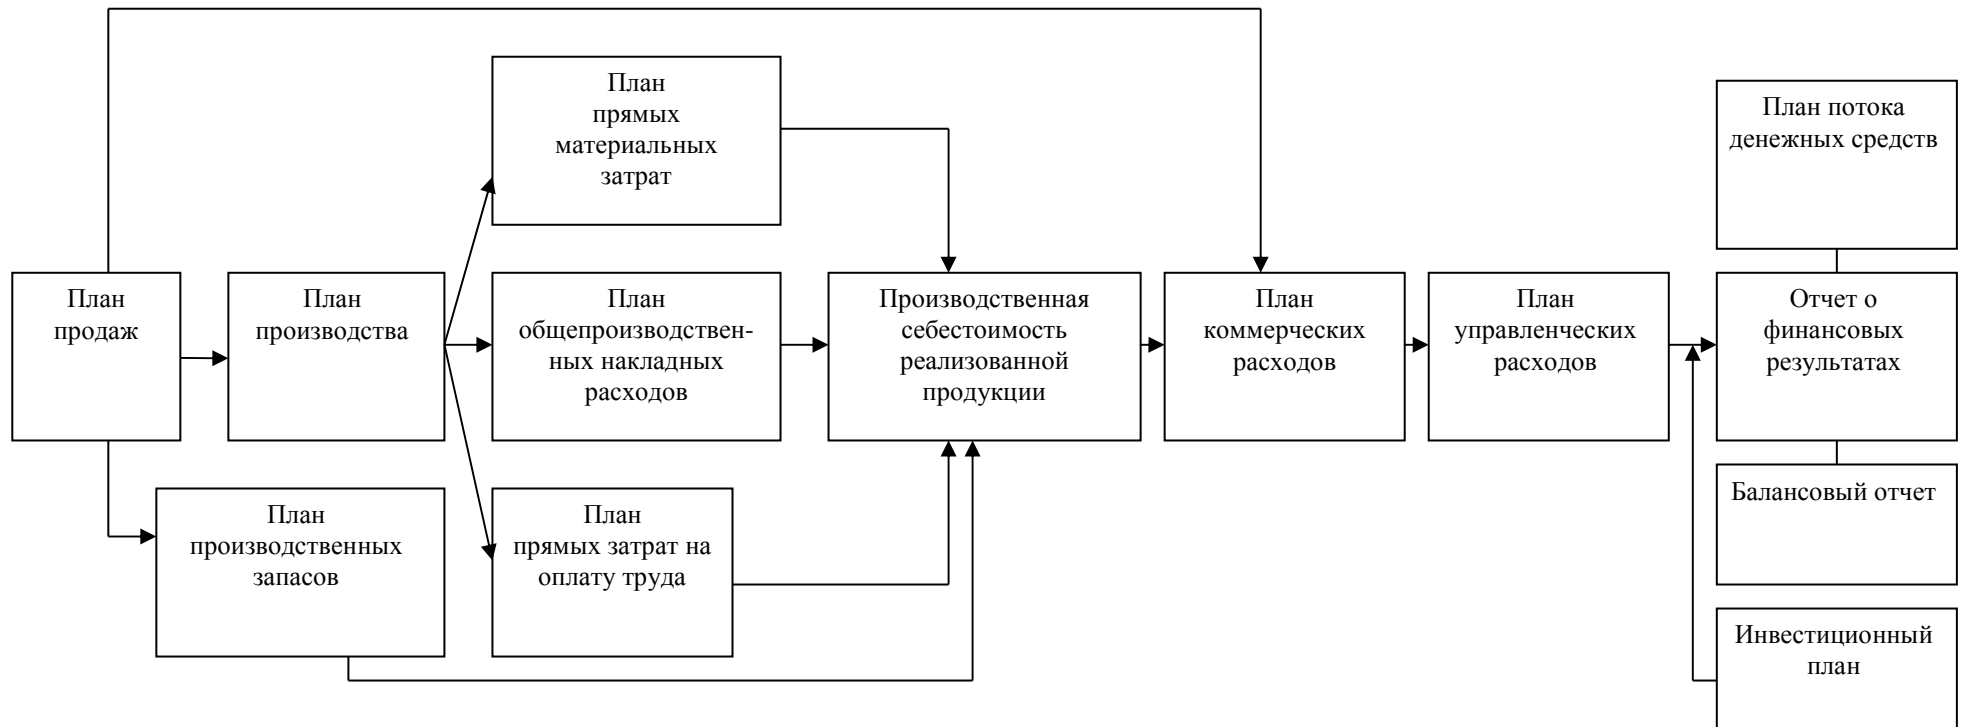 План
прямых
материальных
затрат
План потока
денежных средств
План
продаж
План
производства
План
общепроизводствен-
ных накладных
расходов
Производственная
себестоимость
реализованной
продукции
План
коммерческих
расходов
План
управленческих
расходов
Отчет о
финансовых
результатах
План
производственных
запасов
План
прямых затрат на
оплату труда
Балансовый отчет
Инвестиционный
план